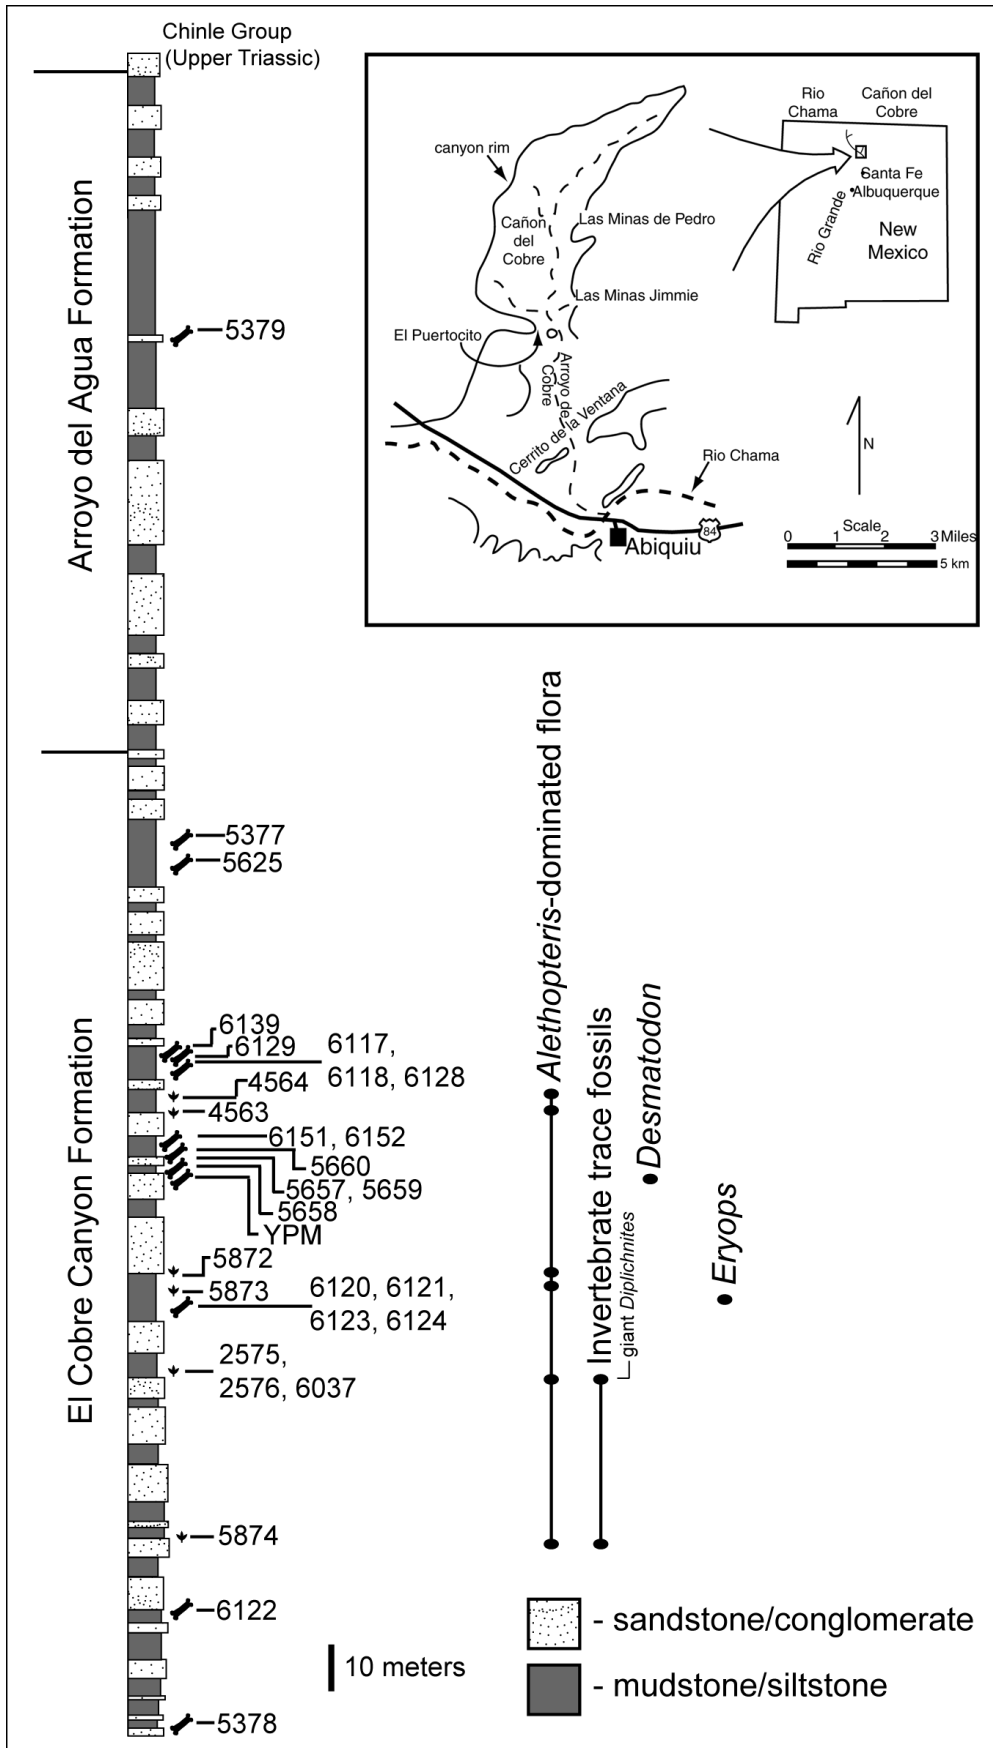 Chinle Group
(Upper Triassic)
Arroyo del Agua Formation
5379
El Cobre Canyon Formation
5377
5625
6139
6129
6117,
6118, 6128
4564
4563
6151, 6152
5660
5657, 5659
5658
YPM
5872
5873
6120, 6121,
6123, 6124
2575,
2576, 6037
5874
6122
5378
10 meters
Alethopteris-dominated flora
Invertebrate trace fossils
giant Diplichnites
Desmatodon
Eryops
- sandstone/conglomerate
- mudstone/siltstone
canyon rim
Cañon
del
Cobre
Las Minas de Pedro
Las Minas Jimmie
El Puertocito
Arroyo de
Cobre
Cerrito de la Ventana
Rio Chama
84
Abiquiu
Rio
Chama
Cañon del
Cobre
Santa Fe
Albuquerque
Rio Grande
New
Mexico
N
Scale
0 1 2 3 Miles
5 km